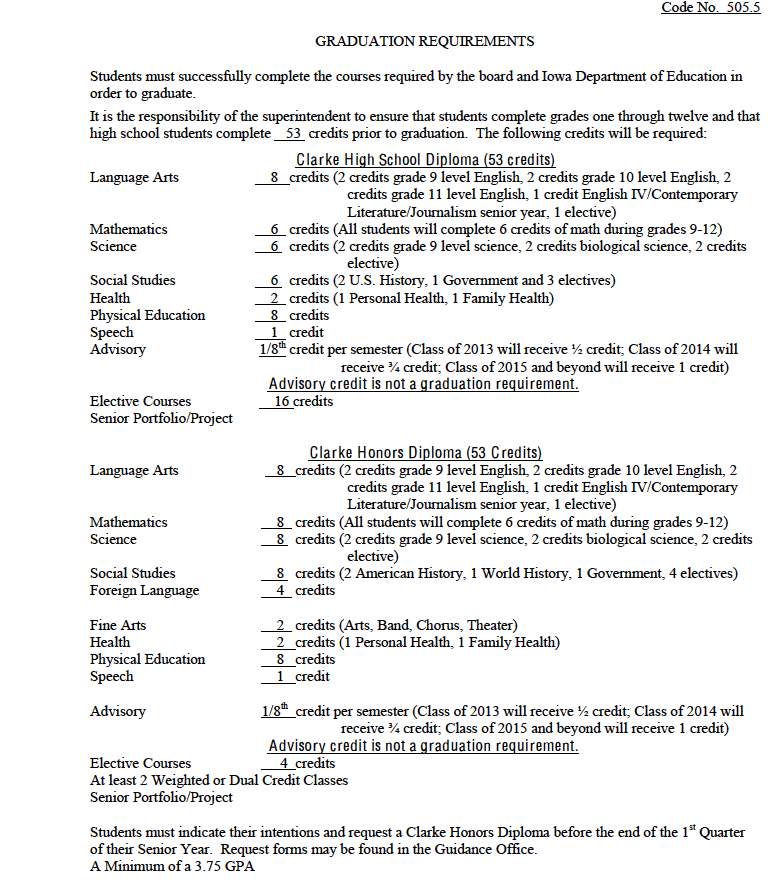 Code No. 505.5
GRADUATION REQUIREMENTS
Students must successfully complete the courses required by the board and Iowa Department of Education in
order to graduate.
It is the responsibility of the superintendent to ensure that students complete grades one through twelve and that
high school students complete 53 credits prior to graduation. The following credits will be required:
Clarke High School Diploma (53 credits)
Language Arts 8 credits (2 credits grade 9 level English, 2 credits grade 10 level English, 2
credits grade 11 level English, 1 credit English IV/Contemporary
Literature/Journalism senior year, 1 elective)
Mathematics 6 credits (All students will complete 6 credits of math during grades 9-12)
Science 6 credits (2 credits grade 9 level science, 2 credits biological science, 2 credits
elective)
Social Studies 6 credits (2 U.S. History, 1 Government and 3 electives)
Health 2 credits (1 Personal Health, 1 Family Health)
Physical Education 8 credits
Speech 1 credit
Advisory 1/8th credit per semester (Class of 2013 will receive ½ credit; Class of 2014 will
receive ¾ credit; Class of 2015 and beyond will receive 1 credit)
Advisory credit is not a graduation requirement.
Elective Courses 16 credits
Senior Portfolio/Project
Clarke Honors Diploma (53 Credits)
Language Arts 8 credits (2 credits grade 9 level English, 2 credits grade 10 level English, 2
credits grade 11 level English, 1 credit English IV/Contemporary
Literature/Journalism senior year, 1 elective)
Mathematics 8 credits (All students will complete 6 credits of math during grades 9-12)
Science 8 credits (2 credits grade 9 level science, 2 credits biological science, 2 credits
elective)
Social Studies 8 credits (2 American History, 1 World History, 1 Government, 4 electives)
Foreign Language 4 credits
Fine Arts 2 credits (Arts, Band, Chorus, Theater)
Health 2 credits (1 Personal Health, 1 Family Health)
Physical Education 8 credits
Speech 1 credit
Advisory 1/8th credit per semester (Class of 2013 will receive ½ credit; Class of 2014 will
receive ¾ credit; Class of 2015 and beyond will receive 1 credit)
Advisory credit is not a graduation requirement.
Elective Courses 4 credits
At least 2 Weighted or Dual Credit Classes
Senior Portfolio/Project
Students must indicate their intentions and request a Clarke Honors Diploma before the end of the 1st Quarter
of their Senior Year. Request forms may be found in the Guidance Office.
A Minimum of a 3.75 GPA